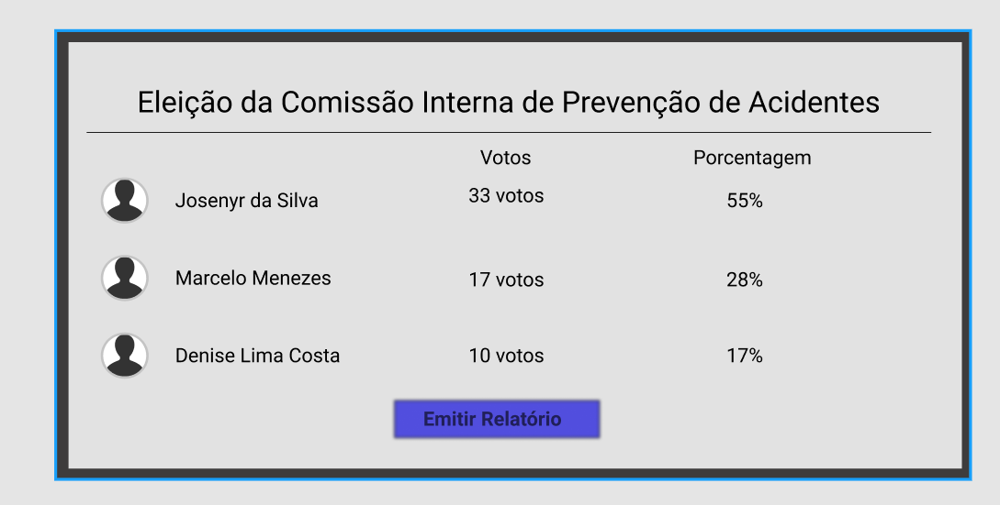 Eleição da Comissão Interna de Prevenção de Acidentes
Votos Porcentagem
Josenyr da Silva 33 votos 55%
Marcelo Menezes 17 votos 28%
Denise Lima Costa 10 votos 17%
Emitir Relatório